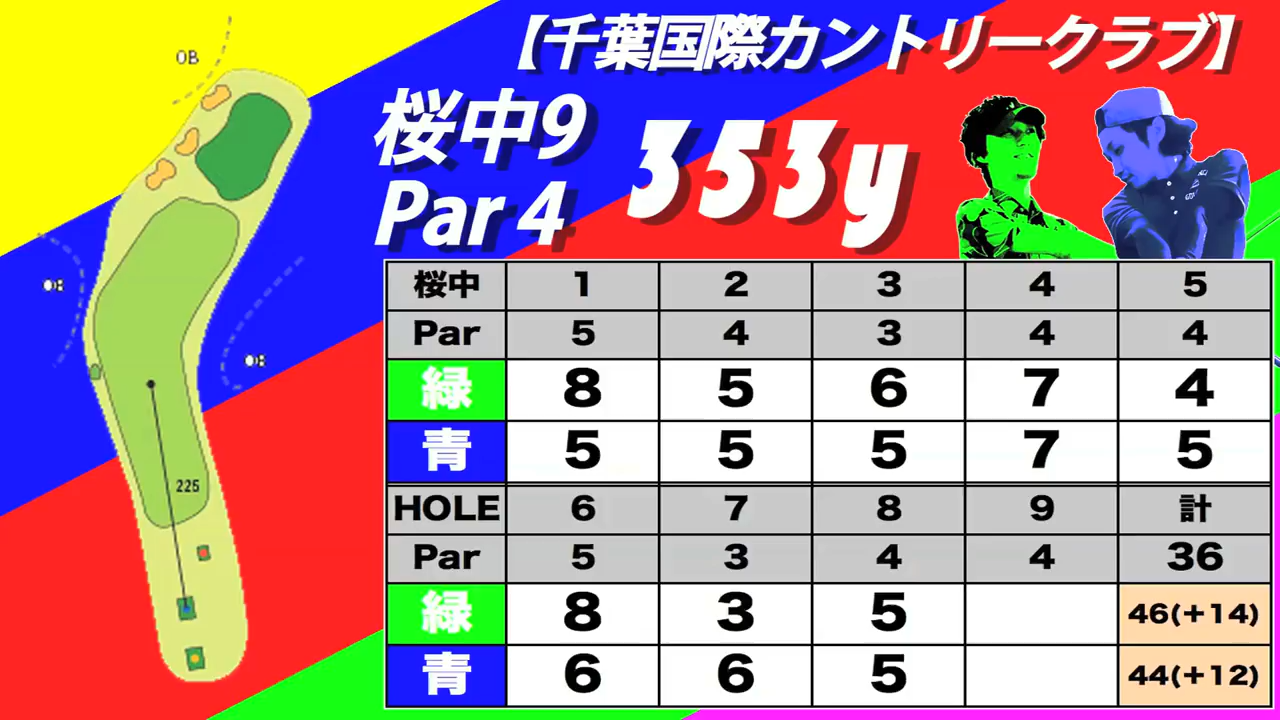 【千葉国際カントリークラブ】
桜中9
Par 4
353y
OB
OB
OB
225
桜中 1 2 3 4 5
Par 5 4 3 4 4
緑 8 5 6 7 4
青 5 5 5 7 5
HOLE 6 7 8 9 計
Par 5 3 4 4 36
緑 8 3 5 46(+14)
青 6 6 5 44(+12)